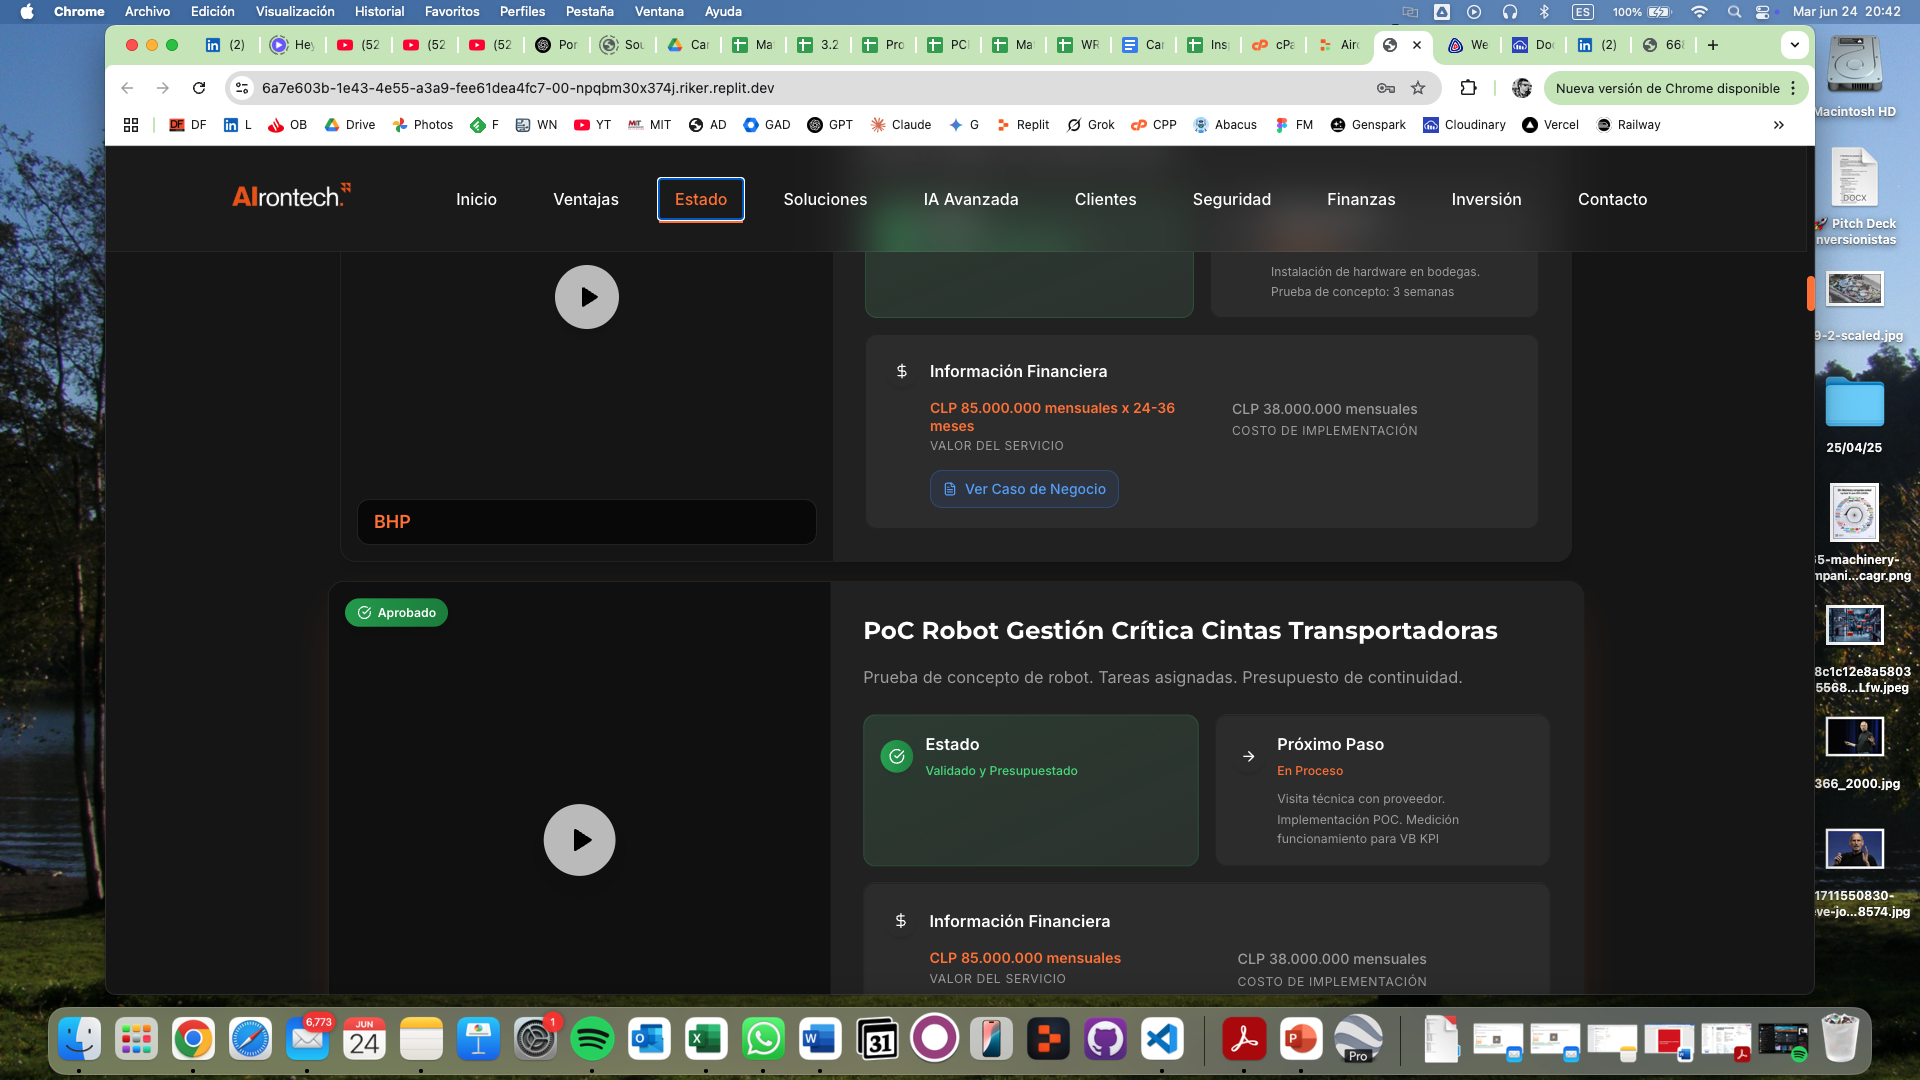 Chrome Archivo Edición Visualización Historial Favoritos Perfiles Pestaña Ventana Ayuda ES 100% Mar jun 24 20:42
(2) Hey (52 (52 (52 Por Sou Car Ma 3.2 Pro PC Ma WR Car Ins cPa Airc We Do (2) 668
6a7e603b-1e43-4e55-a3a9-fee61dea4fc7-00-npqbm30x374j.riker.replit.dev
Nueva versión de Chrome disponible
DF L OB Drive Photos F WN YT MIT AD GAD GPT Claude G Replit Grok CPP Abacus FM Genspark Cloudinary Vercel Railway
AIrontech.
Inicio Ventajas Estado Soluciones IA Avanzada Clientes Seguridad Finanzas Inversión Contacto
Instalación de hardware en bodegas.
Prueba de concepto: 3 semanas
$ Información Financiera
CLP 85.000.000 mensuales x 24-36
meses
VALOR DEL SERVICIO
CLP 38.000.000 mensuales
COSTO DE IMPLEMENTACIÓN
Ver Caso de Negocio
BHP
Aprobado
PoC Robot Gestión Crítica Cintas Transportadoras
Prueba de concepto de robot. Tareas asignadas. Presupuesto de continuidad.
Estado
Validado y Presupuestado
Próximo Paso
En Proceso
Visita técnica con proveedor.
Implementación POC. Medición
funcionamiento para VB KPI
$ Información Financiera
CLP 85.000.000 mensuales
VALOR DEL SERVICIO
CLP 38.000.000 mensuales
COSTO DE IMPLEMENTACIÓN
Macintosh HD
DOCX
🚀 Pitch Deck
nversionistas
9-2-scaled.jpg
25/04/25
65-machinery-
mpani...cagr.png
8c1c12e8a5803
5568...Lfw.jpeg
366_2000.jpg
1711550830-
eve-jo...8574.jpg
6,773
JUN
24
1
31
Pro